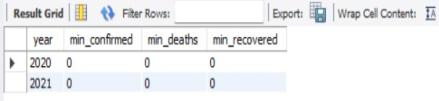 Result Grid Filter Rows: Export: Wrap Cell Content: IA
year min_confirmed min_deaths min_recovered
2020 0 0 0
2021 0 0 0